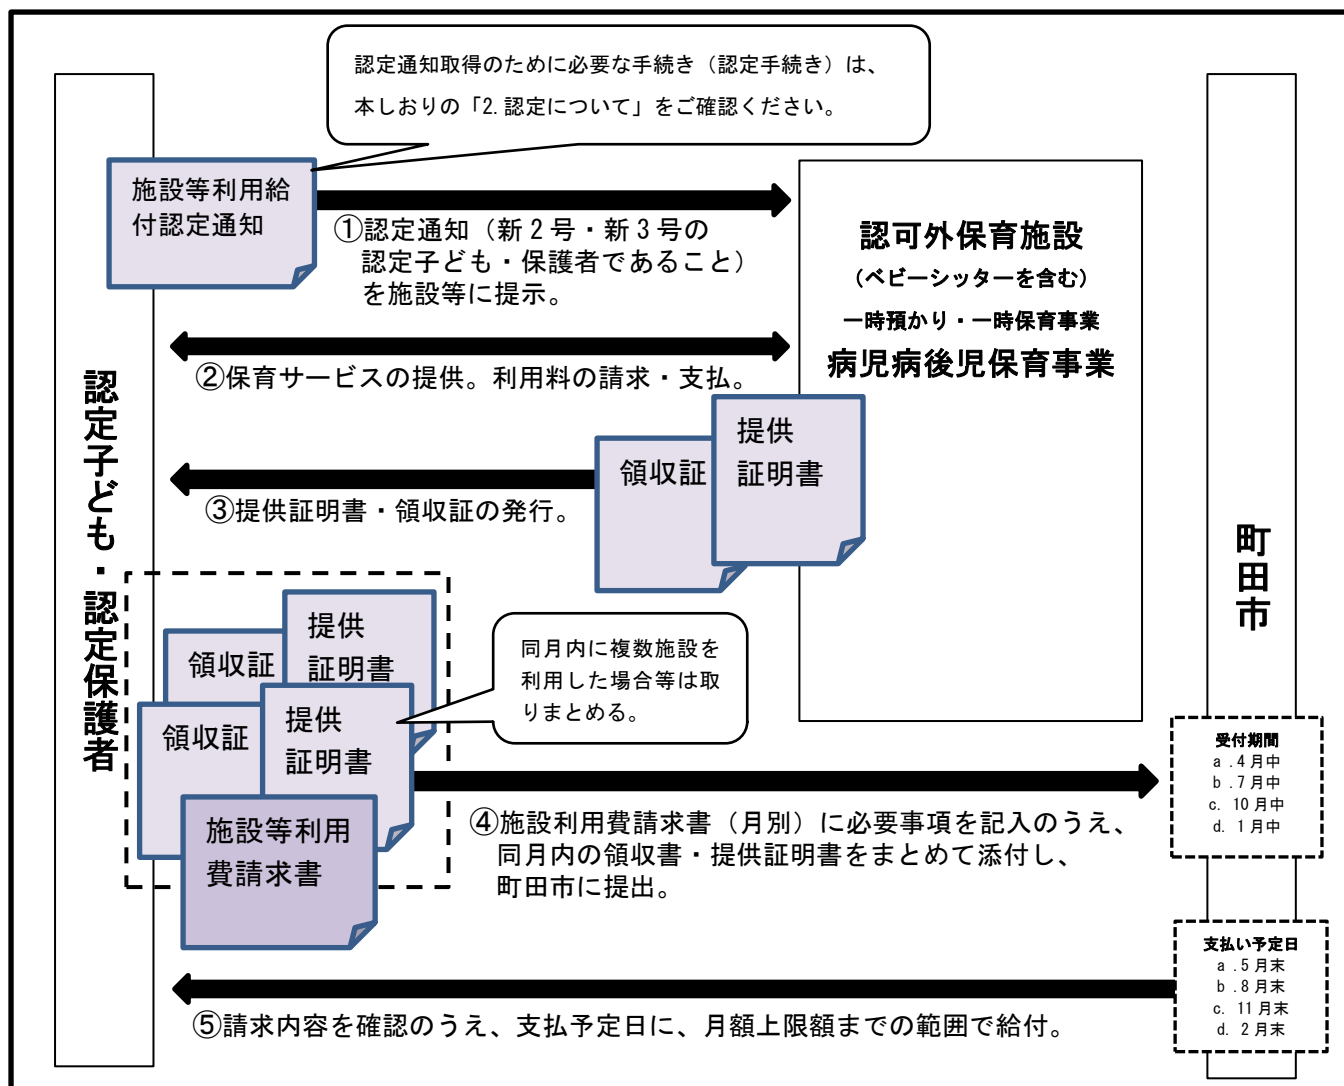 認定通知取得のために必要な手続き（認定手続き）は、
本しおりの「2.認定について」をご確認ください。
施設等利用給
付認定通知
①認定通知（新２号・新３号の
認定子ども・保護者であること）
を施設等に提示。
認可外保育施設
（ベビーシッターを含む）
一時預かり・一時保育事業
病児病後児保育事業
②保育サービスの提供。利用料の請求・支払。
認定子ども・認定保護者
町田市
領収証
提供
証明書
③提供証明書・領収証の発行。
提供
証明書
領収証
提供
証明書
領収証
施設等利用
費請求書
同月内に複数施設を
利用した場合等は取
りまとめる。
受付期間
a .4月中
b .7月中
c. 10月中
d. 1月中
④施設利用費請求書（月別）に必要事項を記入のうえ、
同月内の領収書・提供証明書をまとめて添付し、
町田市に提出。
支払い予定日
a .5月末
b .8月末
c. 11月末
d. 2月末
⑤請求内容を確認のうえ、支払予定日に、月額上限額までの範囲で給付。